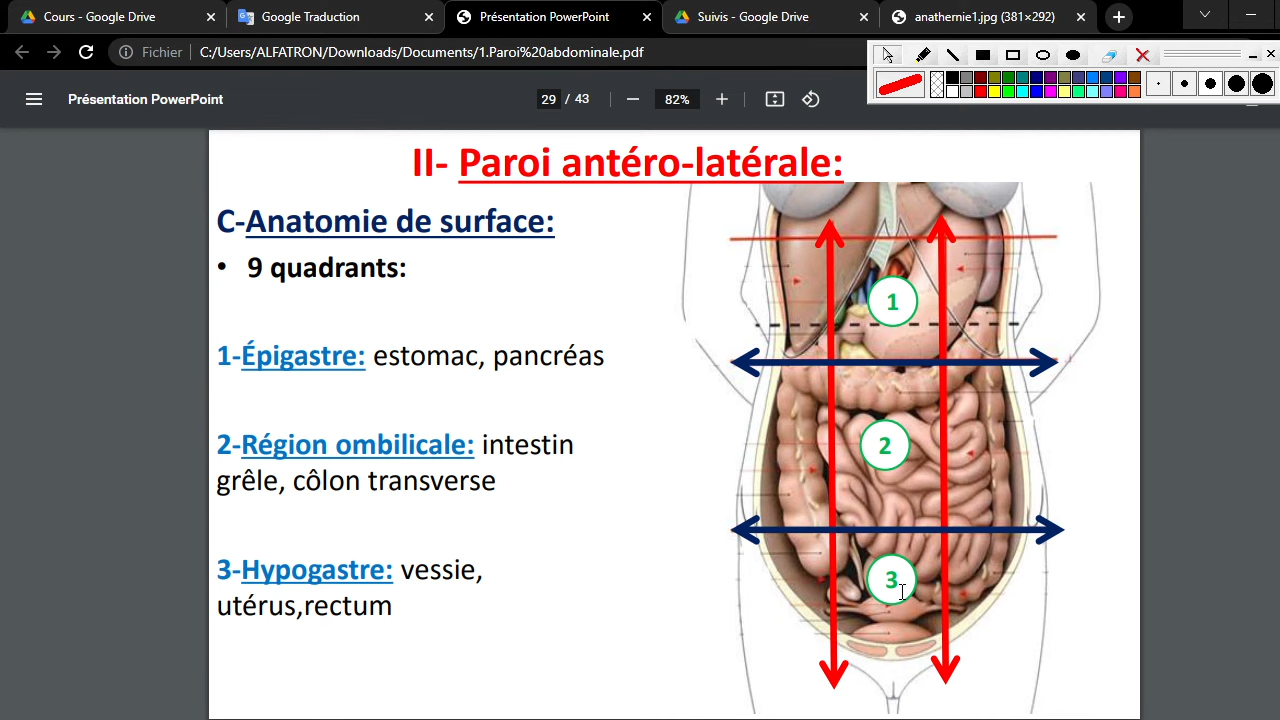 Cours - Google Drive
Google Traduction
Présentation PowerPoint
Suivis - Google Drive
anathemie1.jpg (381×292)
Fichier
C:/Users/ALFATRON/Downloads/Documents/1.Paroi%20abdominale.pdf
Présentation PowerPoint
29 / 43
82%
II- Paroi antéro-latérale:
C-Anatomie de surface:
• 9 quadrants:
1-Épigastre: estomac, pancréas
2-Région ombilicale: intestin
grêle, côlon transverse
3-Hypogastre: vessie,
utérus,rectum
1
2
3